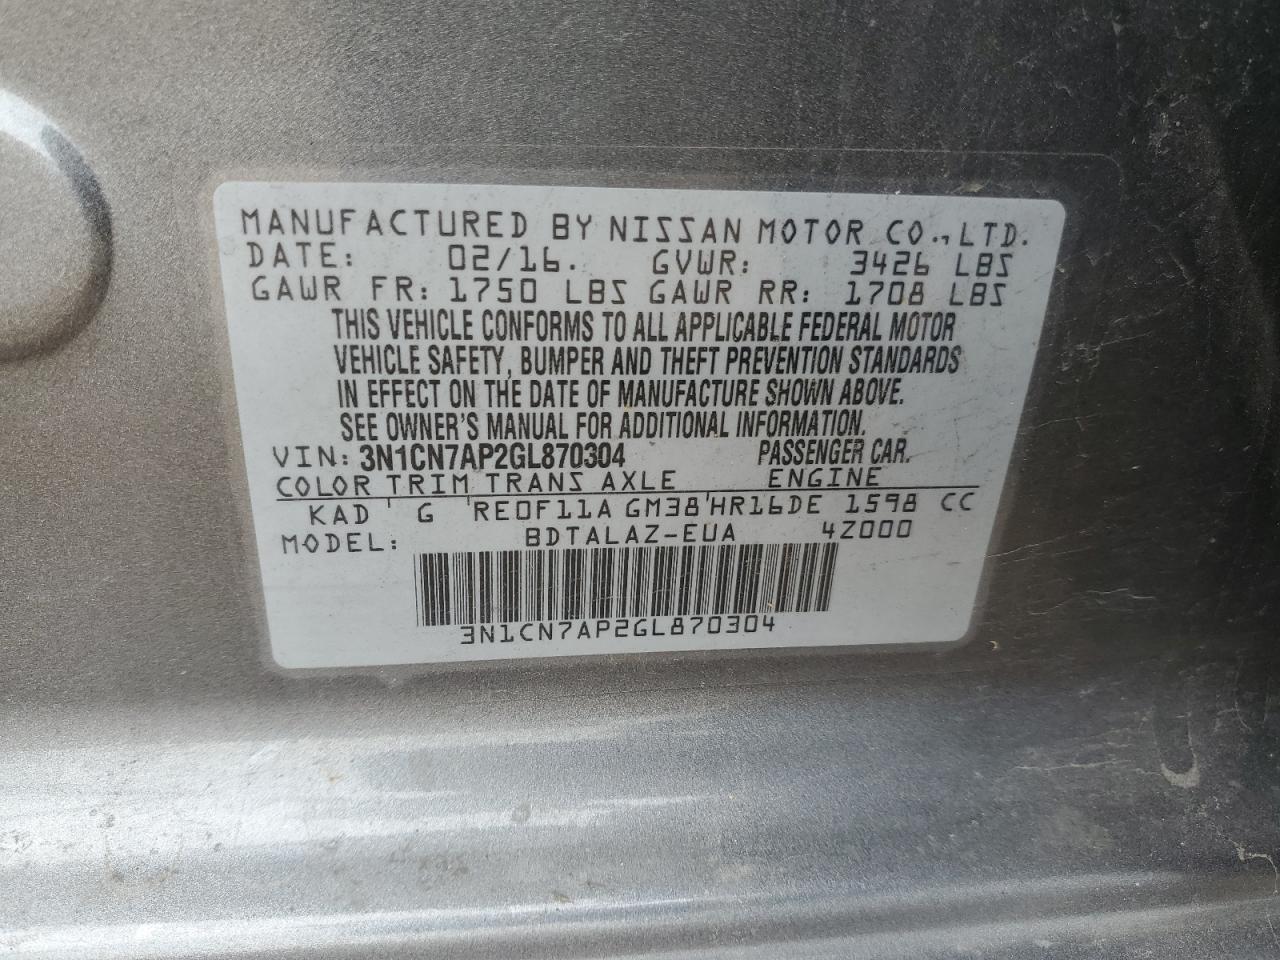 MANUFACTURED BY NISSAN MOTOR CO., LTD.
DATE: 02/16. GVWR: 3426 LBS
GAWR FR: 1750 LBS GAWR RR: 1708 LBS
THIS VEHICLE CONFORMS TO ALL APPLICABLE FEDERAL MOTOR
VEHICLE SAFETY, BUMPER AND THEFT PREVENTION STANDARDS
IN EFFECT ON THE DATE OF MANUFACTURE SHOWN ABOVE.
SEE OWNER'S MANUAL FOR ADDITIONAL INFORMATION.
VIN: 3N1CN7AP2GL870304 PASSENGER CAR.
COLOR TRIM TRANS AXLE ENGINE
KAD G RE0F11A GM38 HR16DE 1598 CC
MODEL: BDTALAZ-EUA 4Z000
3N1CN7AP2GL870304